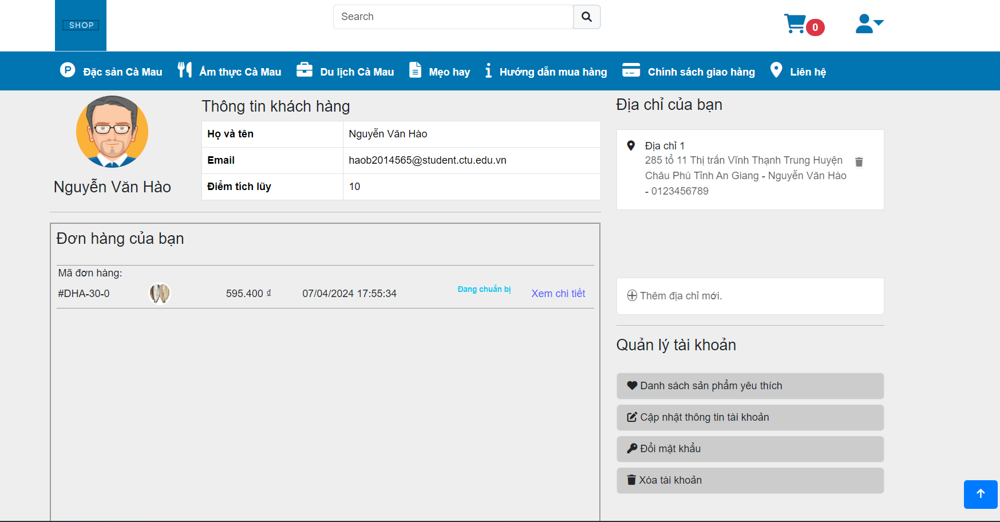 SHOP
Search
0
P
Đặc sản Cà Mau
Ẩm thực Cà Mau
Du lịch Cà Mau
Mẹo hay
Hướng dẫn mua hàng
Chính sách giao hàng
Liên hệ
Nguyễn Văn Hào
Thông tin khách hàng
Họ và tên Nguyễn Văn Hào
Email haob2014565@student.ctu.edu.vn
Điểm tích lũy 10
Đơn hàng của bạn
Mã đơn hàng:
#DHA-30-0 595.400 ₫ 07/04/2024 17:55:34 Đang chuẩn bị Xem chi tiết
Địa chỉ của bạn
Địa chỉ 1
285 tổ 11 Thị trấn Vĩnh Thạnh Trung Huyện
Châu Phú Tỉnh An Giang - Nguyễn Văn Hào
- 0123456789
Thêm địa chỉ mới.
Quản lý tài khoản
Danh sách sản phẩm yêu thích
Cập nhật thông tin tài khoản
Đổi mật khẩu
Xóa tài khoản